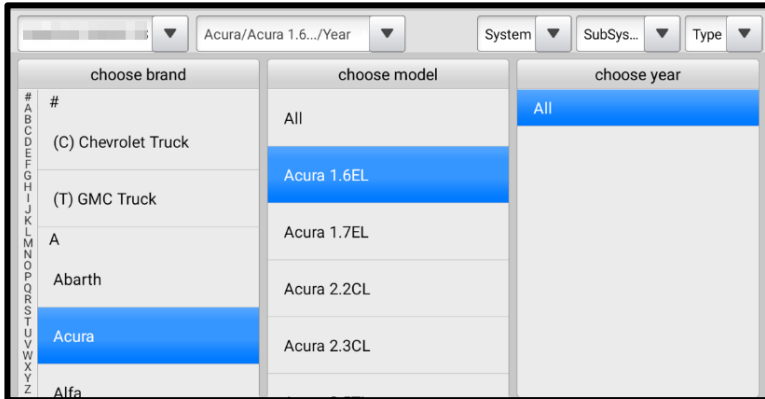 Acura/Acura 1.6.../Year
System
SubSys...
Type
choose brand
choose model
choose year
#
A
B
C
D
E
F
G
H
I
J
K
L
M
N
O
P
Q
R
S
T
U
V
W
X
Y
Z
#
(C) Chevrolet Truck
(T) GMC Truck
A
Abarth
Acura
Alfa
All
Acura 1.6EL
Acura 1.7EL
Acura 2.2CL
Acura 2.3CL
All